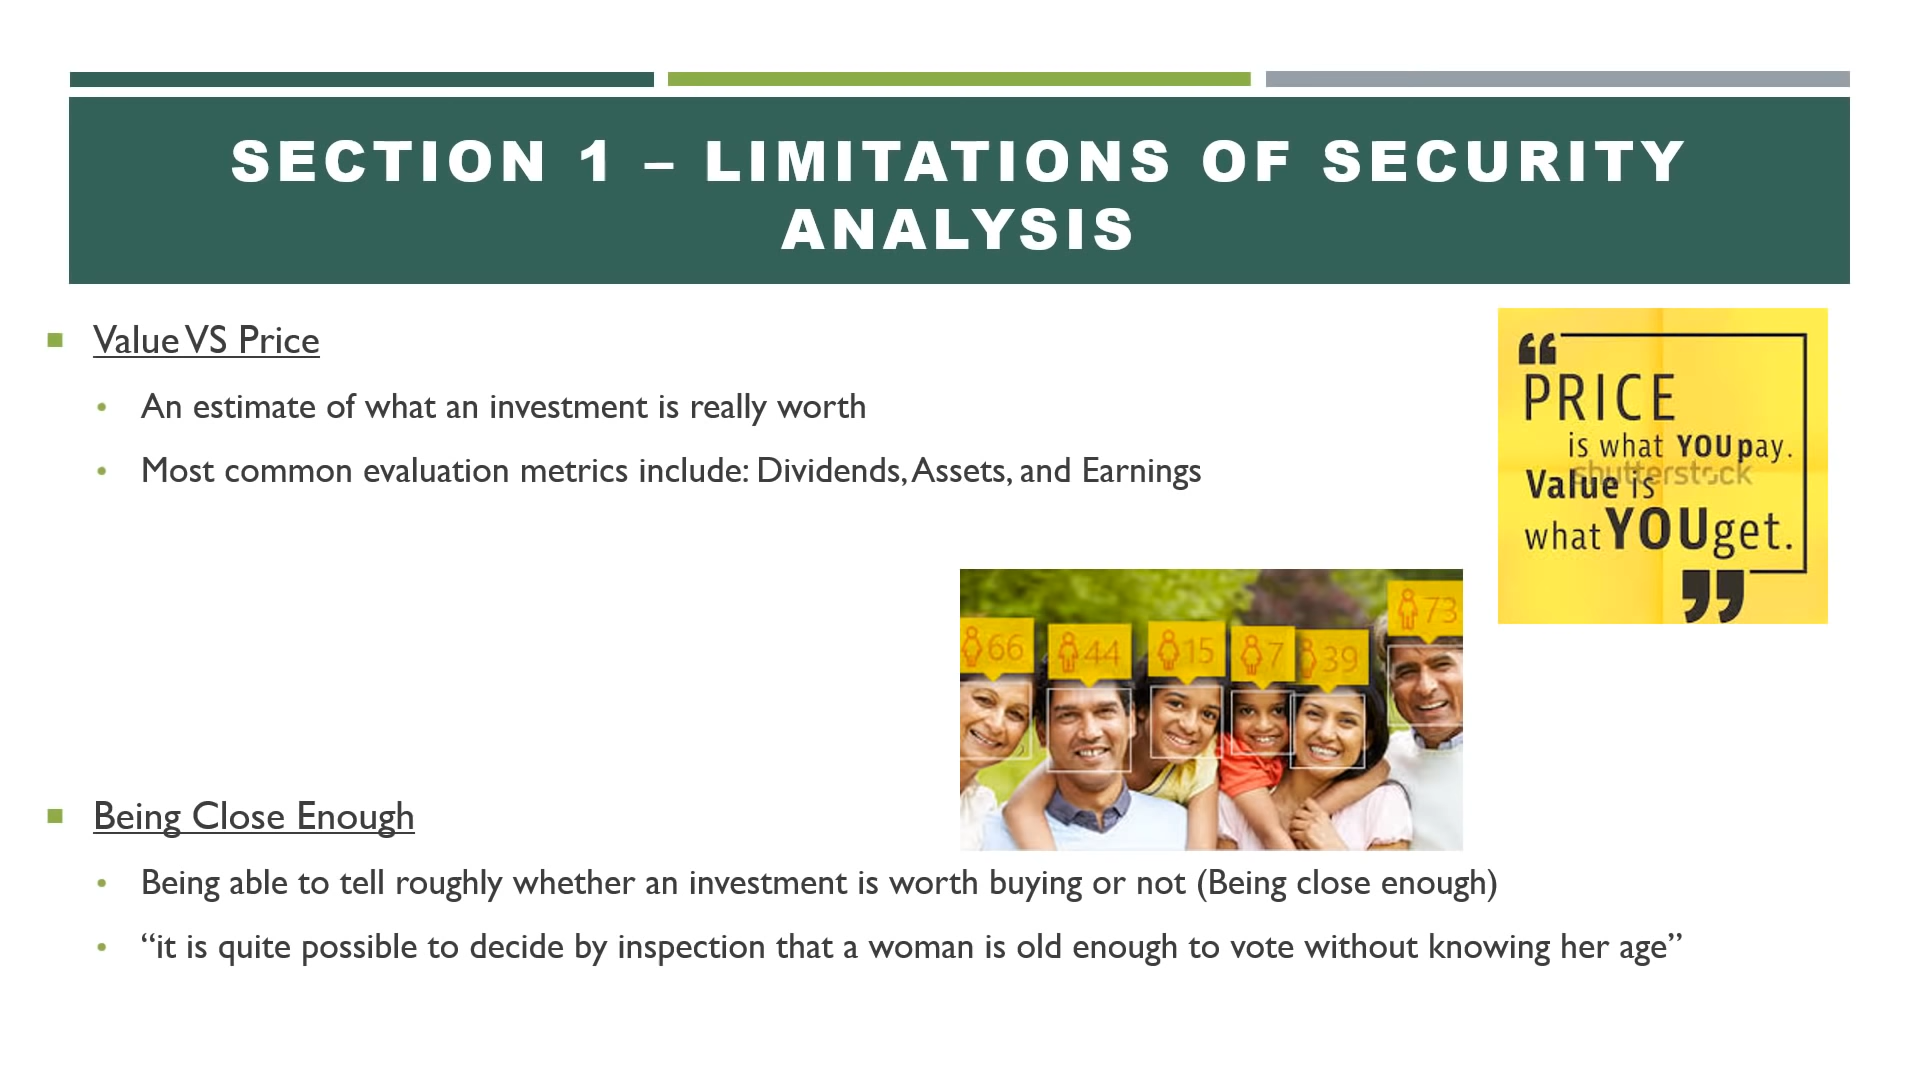 SECTION 1 – LIMITATIONS OF SECURITY
ANALYSIS
Value VS Price
An estimate of what an investment is really worth
Most common evaluation metrics include: Dividends, Assets, and Earnings
“
PRICE
is what YOU pay.
shutterstock
Value is
what YOU get.
”
66
44
15
7
39
73
Being Close Enough
Being able to tell roughly whether an investment is worth buying or not (Being close enough)
“it is quite possible to decide by inspection that a woman is old enough to vote without knowing her age”